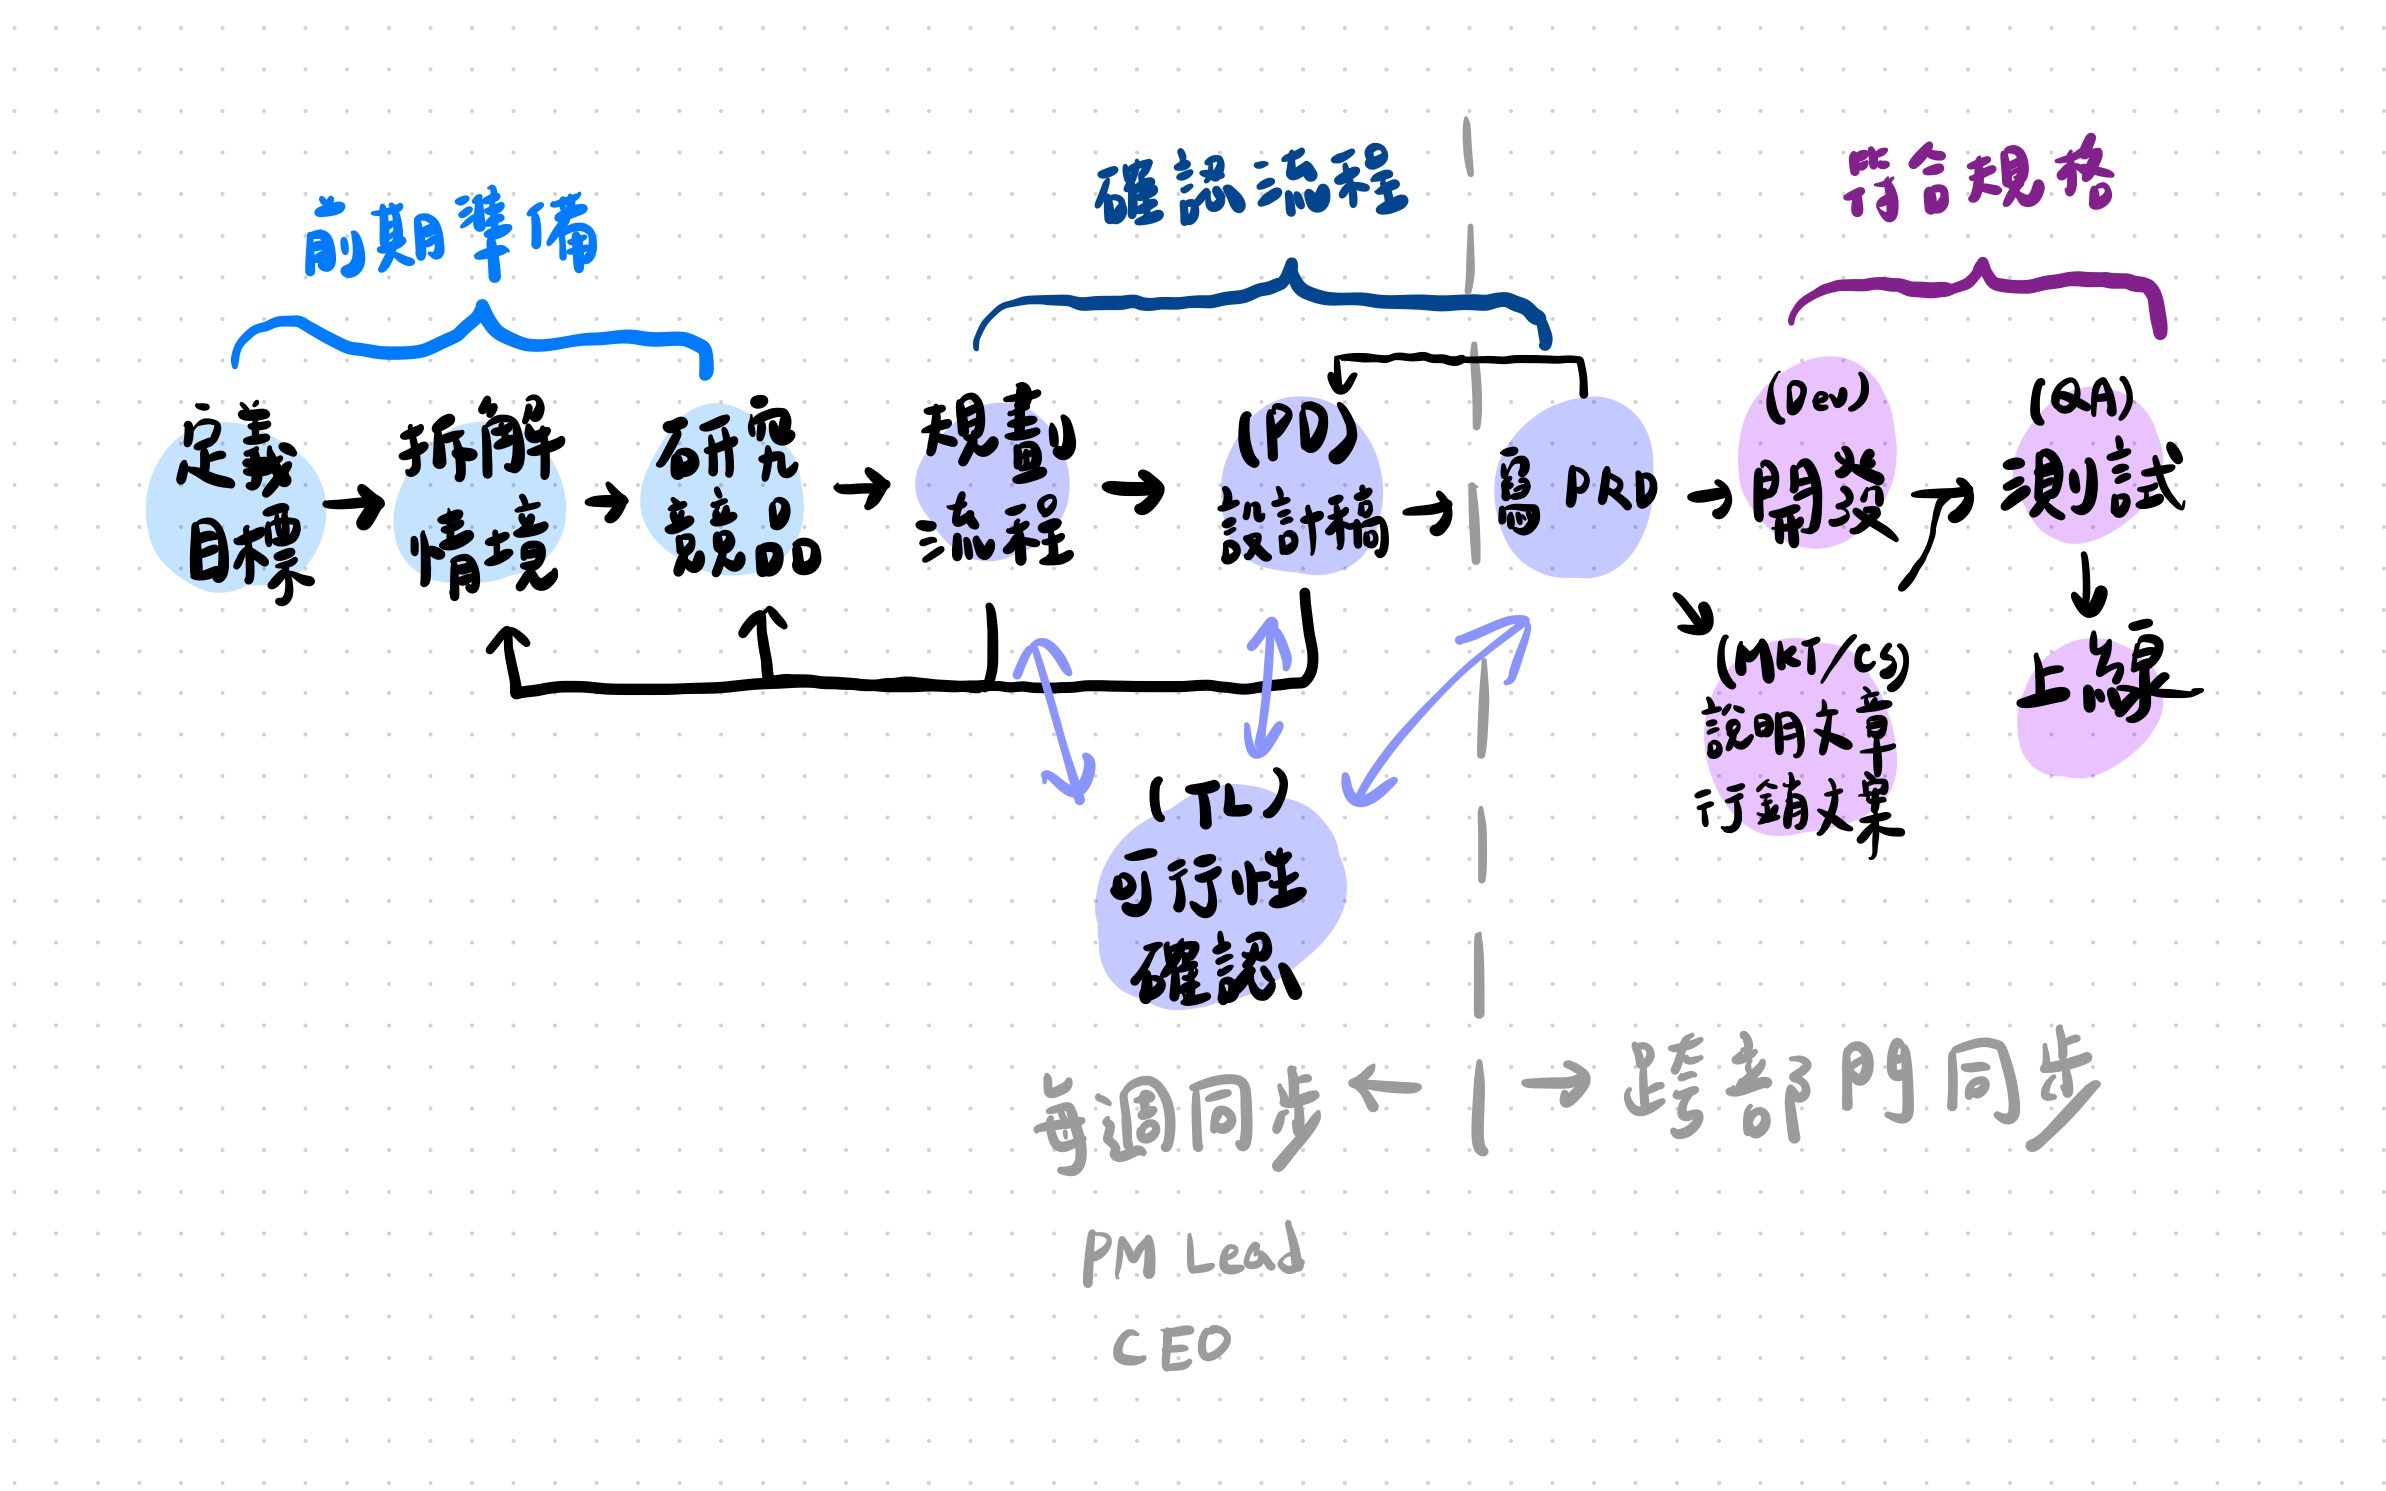 前期準備
確認流程
符合規格
定義
目標
拆解
情境
研究
競品
規畫
流程
(PD)
設計稿
寫 PRD
(Dev)
開發
(QA)
測試
(MKT/CS)
說明文章
行銷文案
上線
(TL)
可行性
確認
每週同步
跨部門同步
PM Lead
CEO